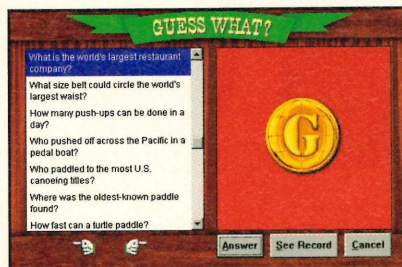 GUESS WHAT?
What is the world's largest restaurant
company?
What size belt could circle the world's
largest waist?
How many push-ups can be done in a
day?
Who pushed off across the Pacific in a
pedal boat?
Who paddled to the most U.S.
canoeing titles?
Where was the oldest-known paddle
found?
How fast can a turtle paddle?
G
Answer
See Record
Cancel